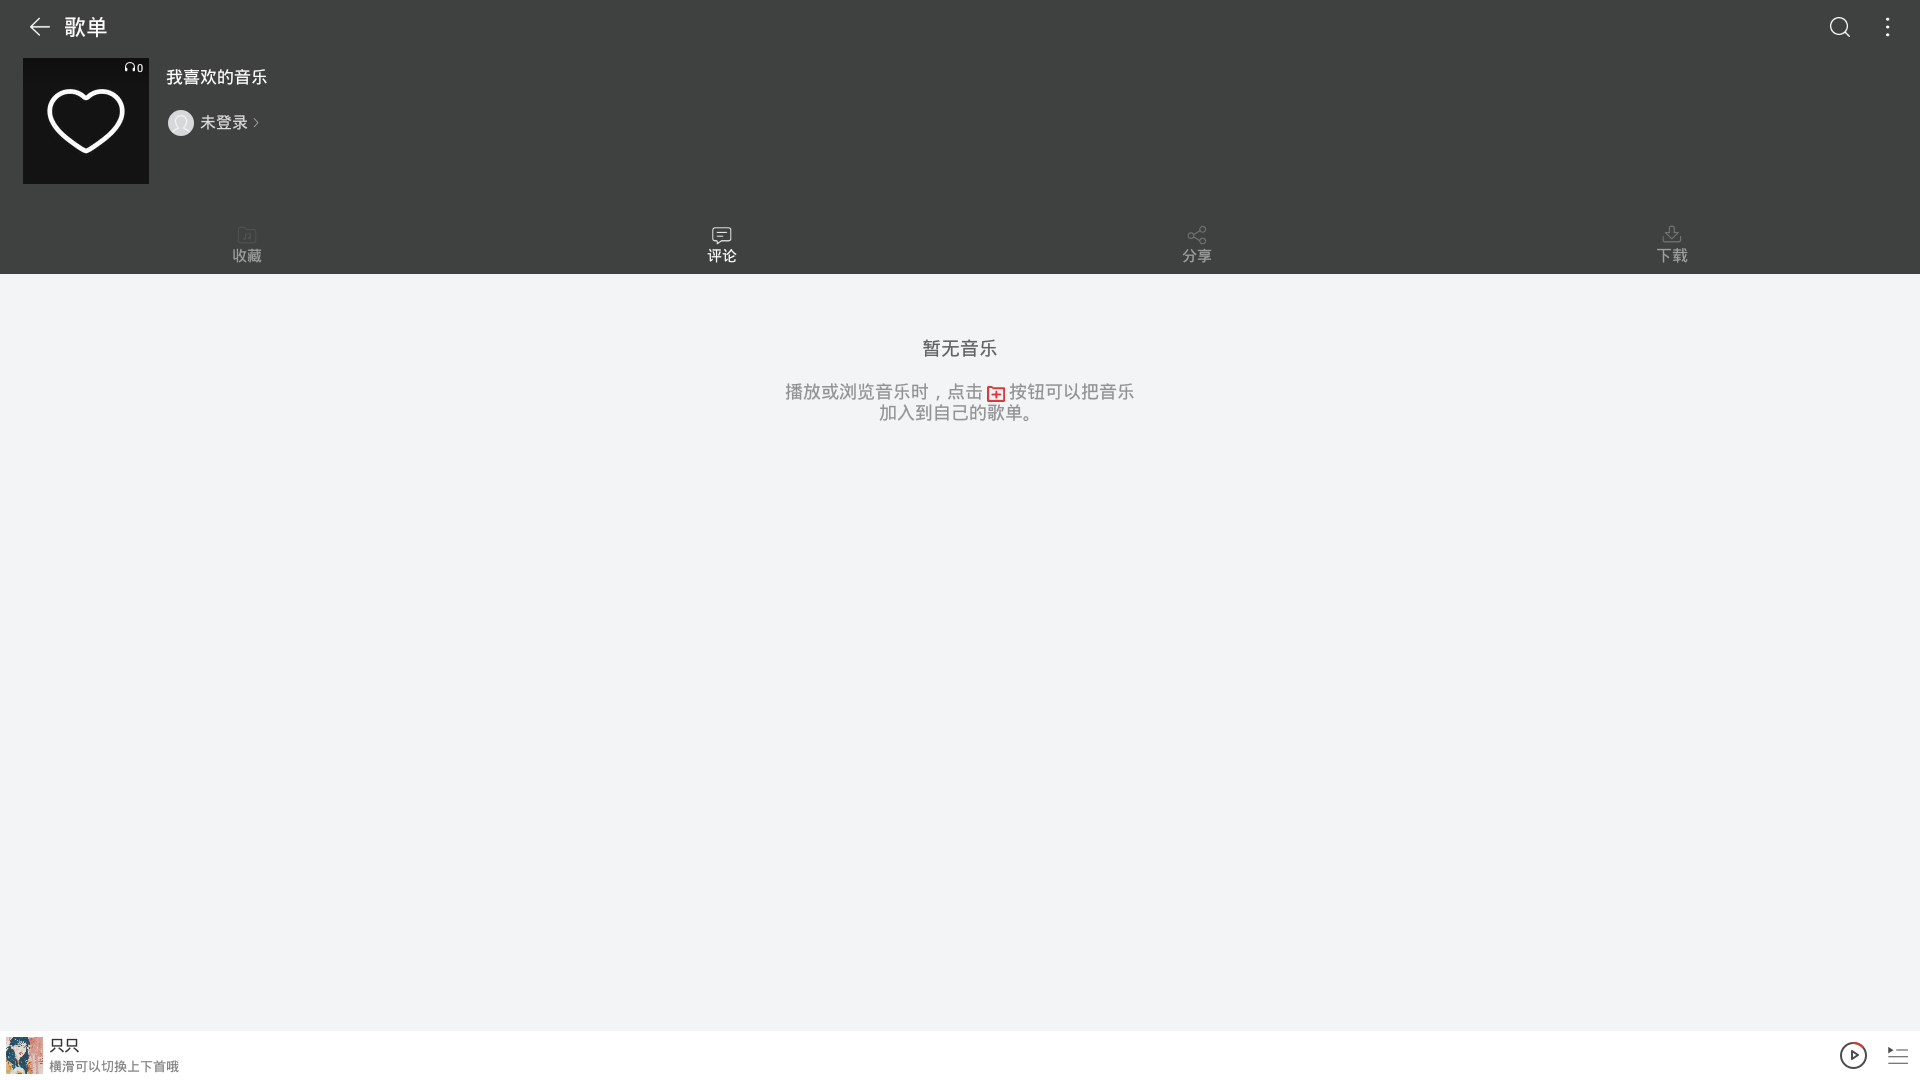 歌单
0
我喜欢的音乐
未登录
收藏
评论
分享
下载
暂无音乐
播放或浏览音乐时，点击按钮可以把音乐
加入到自己的歌单。
只只
横滑可以切换上下首哦